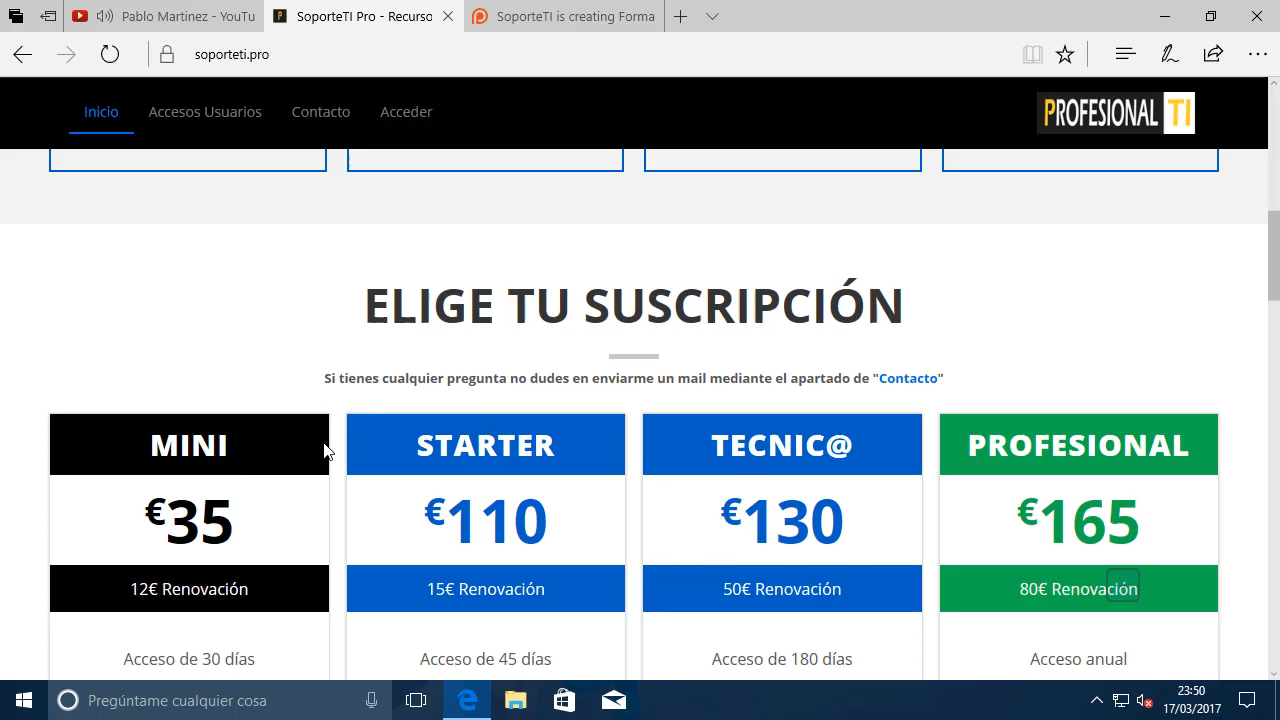 Pablo Martinez - YouTu
SoporteTI Pro - Recurso
SoporteTI is creating Forma
soporteti.pro
Inicio
Accesos Usuarios
Contacto
Acceder
PROFESIONAL TI
ELIGE TU SUSCRIPCIÓN
Si tienes cualquier pregunta no dudes en enviarme un mail mediante el apartado de "Contacto"
MINI
€35
12€ Renovación
Acceso de 30 días
STARTER
€110
15€ Renovación
Acceso de 45 días
TECNIC@
€130
50€ Renovación
Acceso de 180 días
PROFESIONAL
€165
80€ Renovación
Acceso anual
Pregúntame cualquier cosa
23:50
17/03/2017